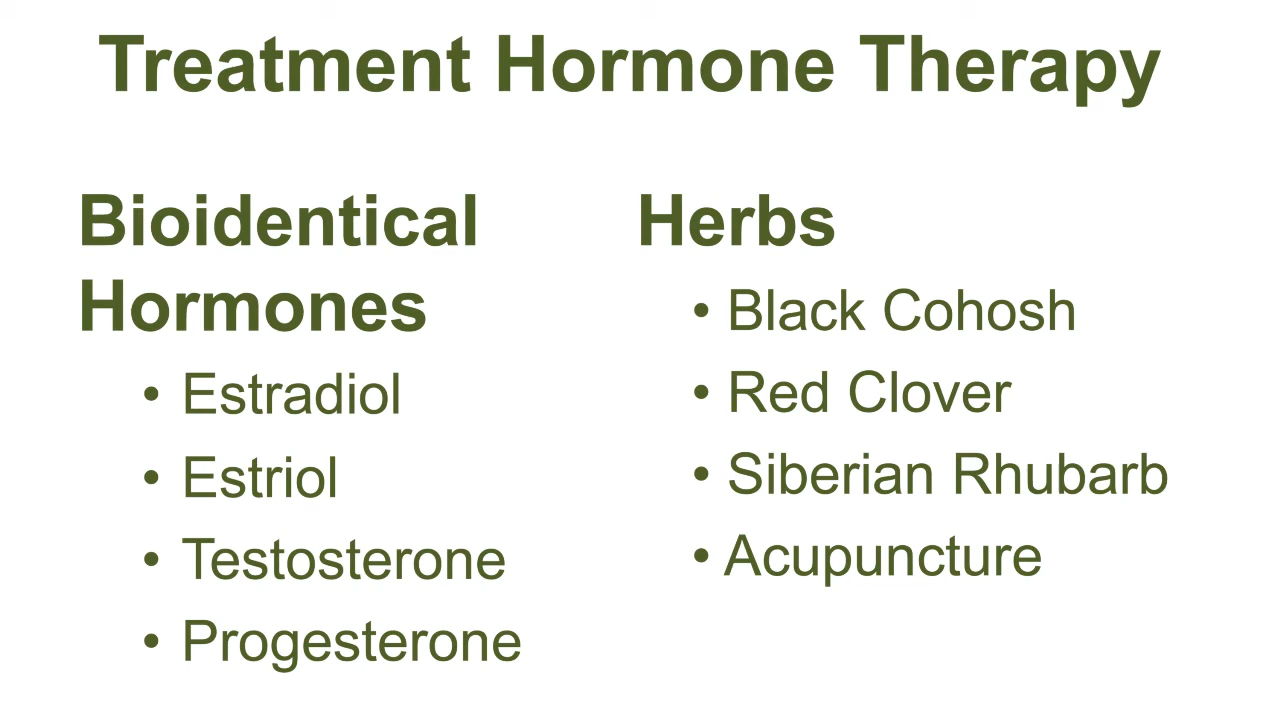 Treatment Hormone Therapy
Bioidentical
Hormones
• Estradiol
• Estriol
• Testosterone
• Progesterone
Herbs
• Black Cohosh
• Red Clover
• Siberian Rhubarb
• Acupuncture